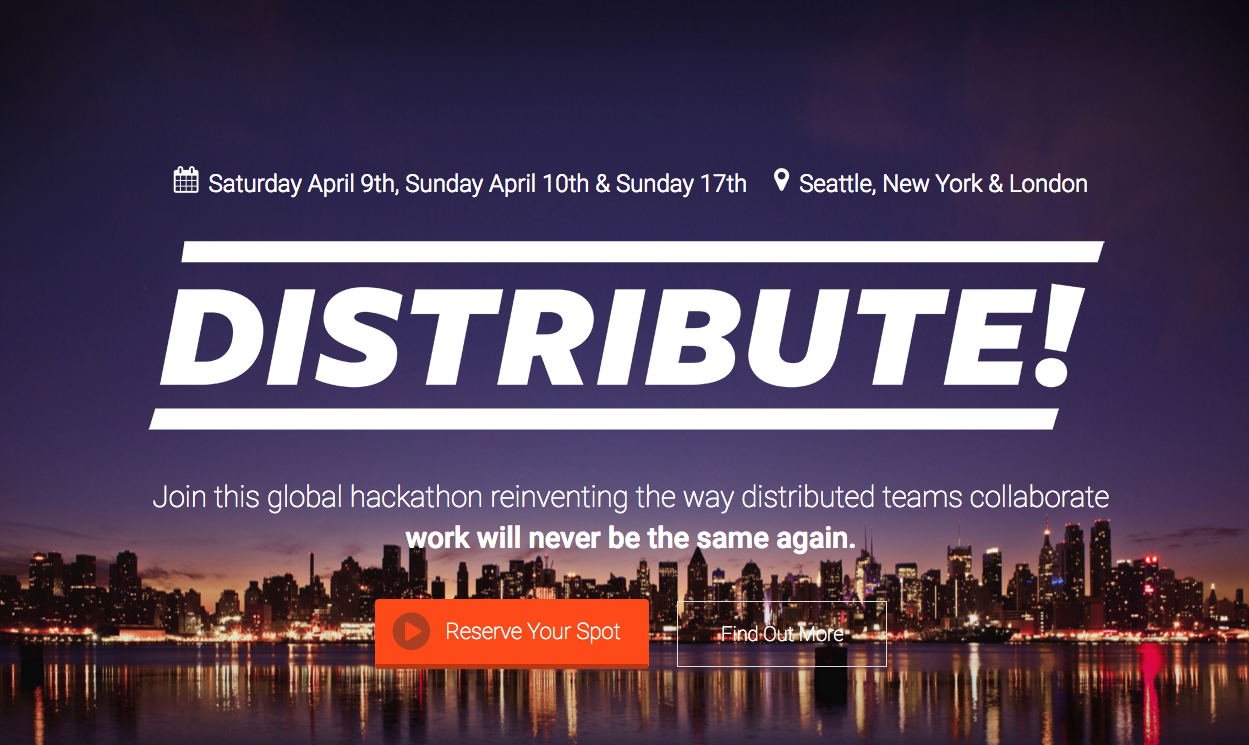 Saturday April 9th, Sunday April 10th & Sunday 17th Seattle, New York & London
DISTRIBUTE!
Join this global hackathon reinventing the way distributed teams collaborate
work will never be the same again.
Reserve Your Spot Find Out More